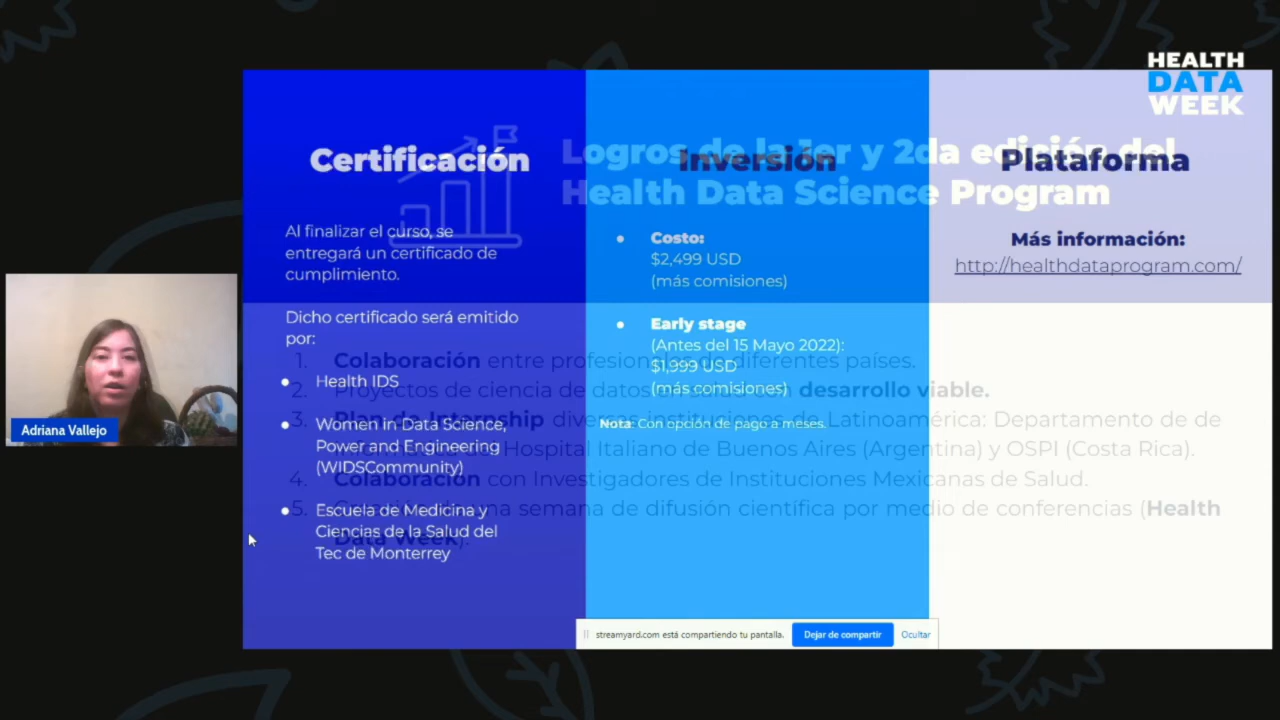 HEALTH
DATA
WEEK
Certificación
Al finalizar el curso, se
entregará un certificado de
cumplimiento.
Dicho certificado será emitido
por:
Health IDS
Women in Data Science,
Power and Engineering
(WIDSCommunity)
Escuela de Medicina y
Ciencias de la Salud del
Tec de Monterrey
Inversión
Costo:
$2,499 USD
(más comisiones)
Early stage
(Antes del 15 Mayo 2022):
$1,999 USD
(más comisiones)
Nota: Con opción de pago a meses.
Plataforma
Más información:
http://healthdataprogram.com/
Logros de la 1er y 2da edición del
Health Data Science Program
1. Colaboración entre profesionales de diferentes países.
2. Proyectos de ciencia de datos con desarrollo viable.
3. Plan de Internship diversas instituciones de Latinoamérica: Departamento de de
Hospital Italiano de Buenos Aires (Argentina) y OSPI (Costa Rica).
4. Colaboración con Investigadores de Instituciones Mexicanas de Salud.
5. una semana de difusión científica por medio de conferencias (Health
Data Week).
Adriana Vallejo
streamyard.com está compartiendo tu pantalla.
Dejar de compartir
Ocultar